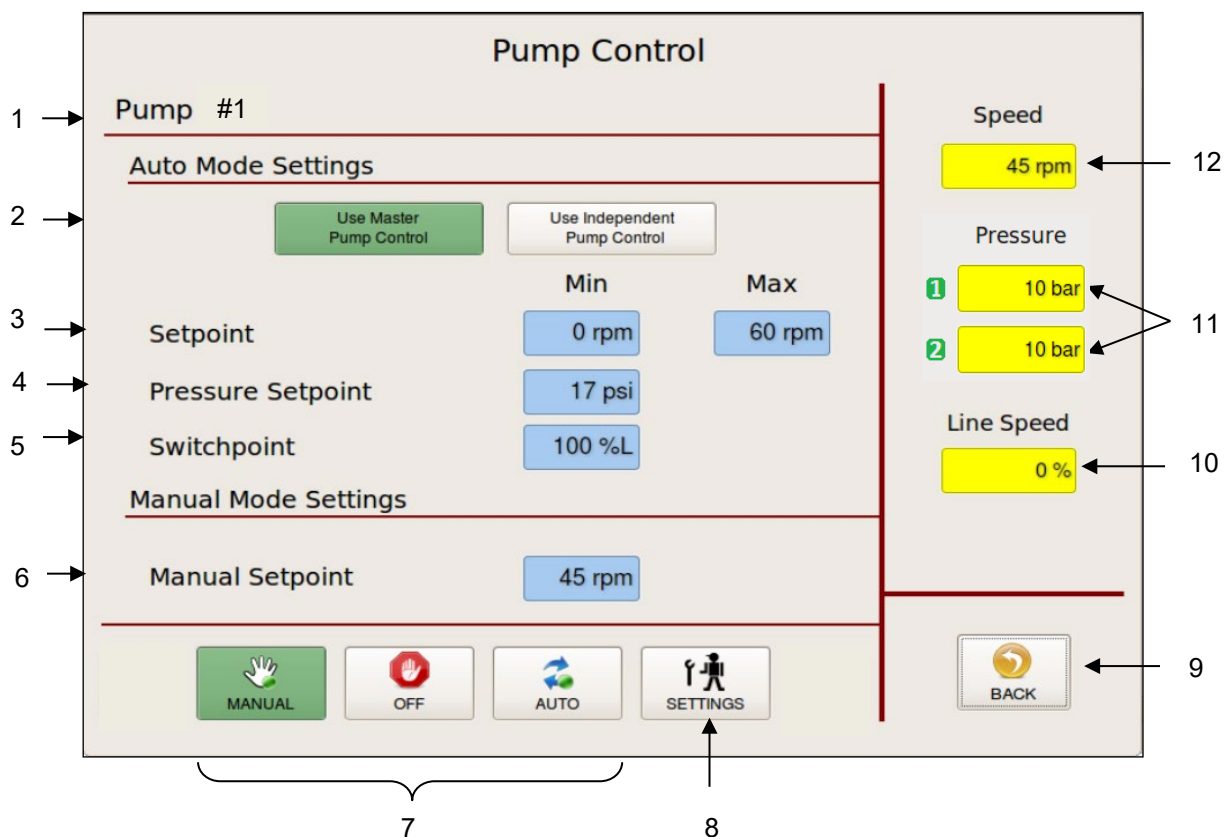 Pump Control
1
Pump #1
Auto Mode Settings
2
Use Master
Pump Control
Use Independent
Pump Control
Min
Max
3
Setpoint
0 rpm
60 rpm
4
Pressure Setpoint
17 psi
5
Switchpoint
100 %L
Manual Mode Settings
6
Manual Setpoint
45 rpm
MANUAL
OFF
AUTO
SETTINGS
7
8
Speed
45 rpm
12
Pressure
1
10 bar
2
10 bar
11
Line Speed
0 %
10
BACK
9